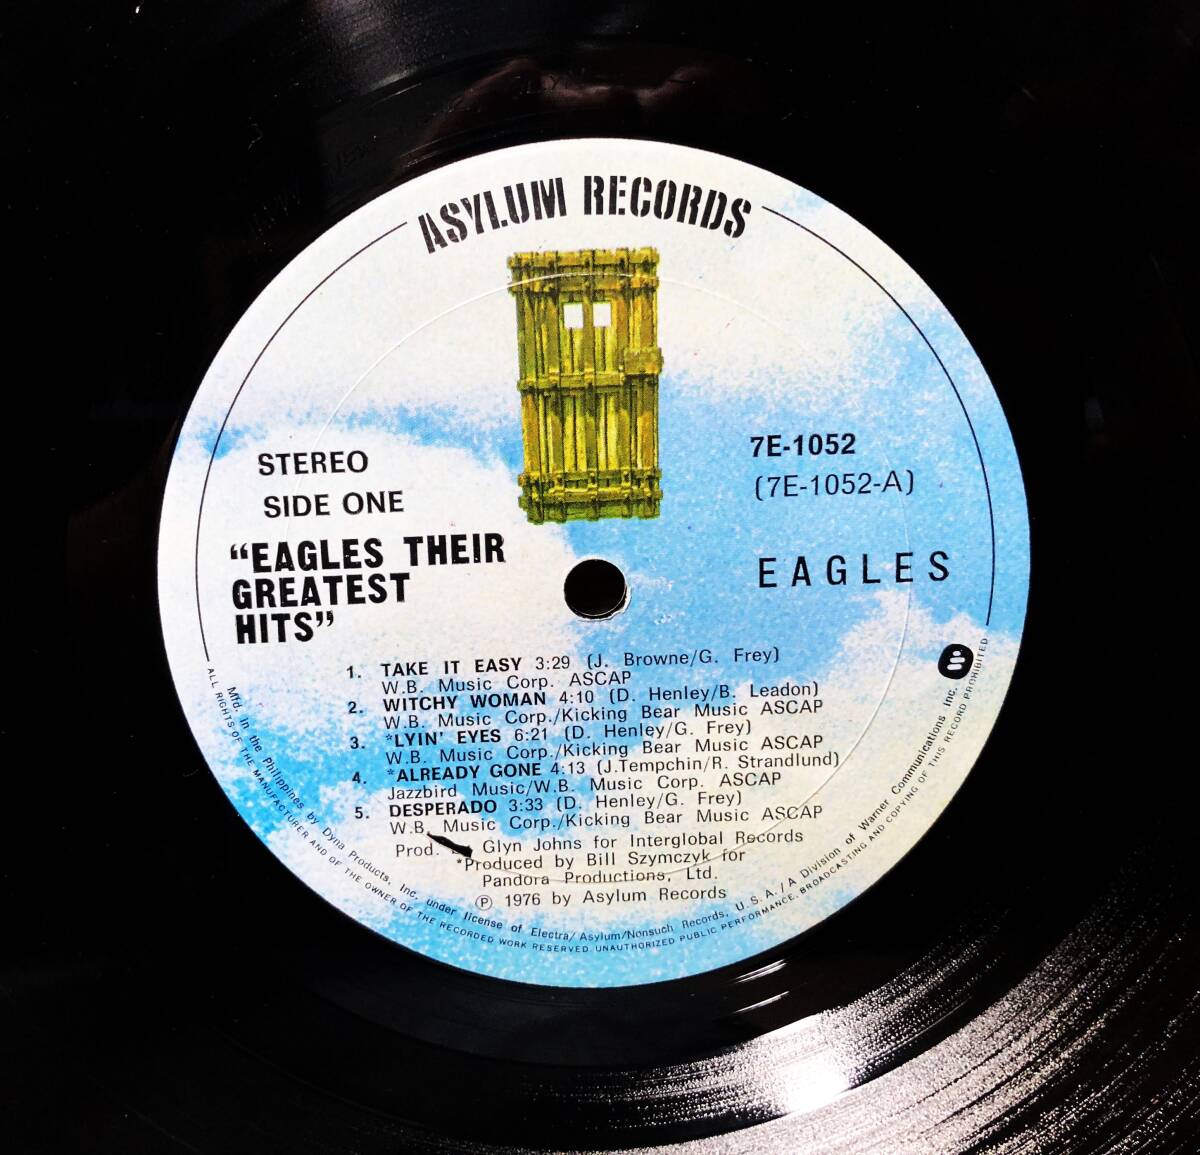 ASYLUM RECORDS
STEREO
SIDE ONE
7E-1052
(7E-1052-A)
“EAGLES THEIR
GREATEST
HITS”
EAGLES
1. TAKE IT EASY 3:29 (J. Browne/G. Frey)
W.B. Music Corp. ASCAP
2. WITCHY WOMAN 4:10 (D. Henley/B. Leadon)
W.B. Music Corp./Kicking Bear Music ASCAP
3. *LYIN' EYES 6:21 (D. Henley/G. Frey)
W.B. Music Corp./Kicking Bear Music ASCAP
4. *ALREADY GONE 4:13 (J.Tempchin/R. Strandlund)
Jazzbird Music/W.B. Music Corp. ASCAP
5. DESPERADO 3:33 (D. Henley/G. Frey)
W.B. Music Corp./Kicking Bear Music ASCAP
Prod. Glyn Johns for Interglobal Records
*Produced by Bill Szymczyk for
Pandora Productions, Ltd.
Ⓟ 1976 by Asylum Records
Mfd. in the Philippines by Dyna Products, Inc. under license of Electra/Asylum/Nonsuch Records, U.S.A./A Division of Warner Communications Inc.
ALL RIGHTS OF THE MANUFACTURER AND OF THE OWNER OF THE RECORDED WORK RESERVED. UNAUTHORIZED PUBLIC PERFORMANCE, BROADCASTING AND COPYING OF THIS RECORD PROHIBITED